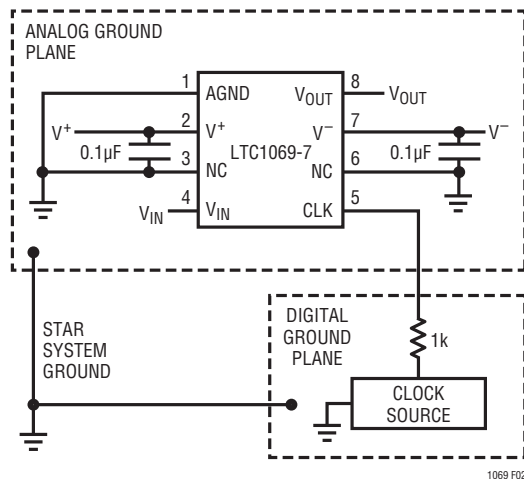 ANALOG GROUND
PLANE
1
AGND
VOUT
8
VOUT
V+
2
V+
LTC1069-7
V–
7
V–
0.1µF
3
NC
NC
6
0.1µF
VIN
4
VIN
CLK
5
STAR
SYSTEM
GROUND
DIGITAL
GROUND
PLANE
1k
CLOCK
SOURCE
1069 F02